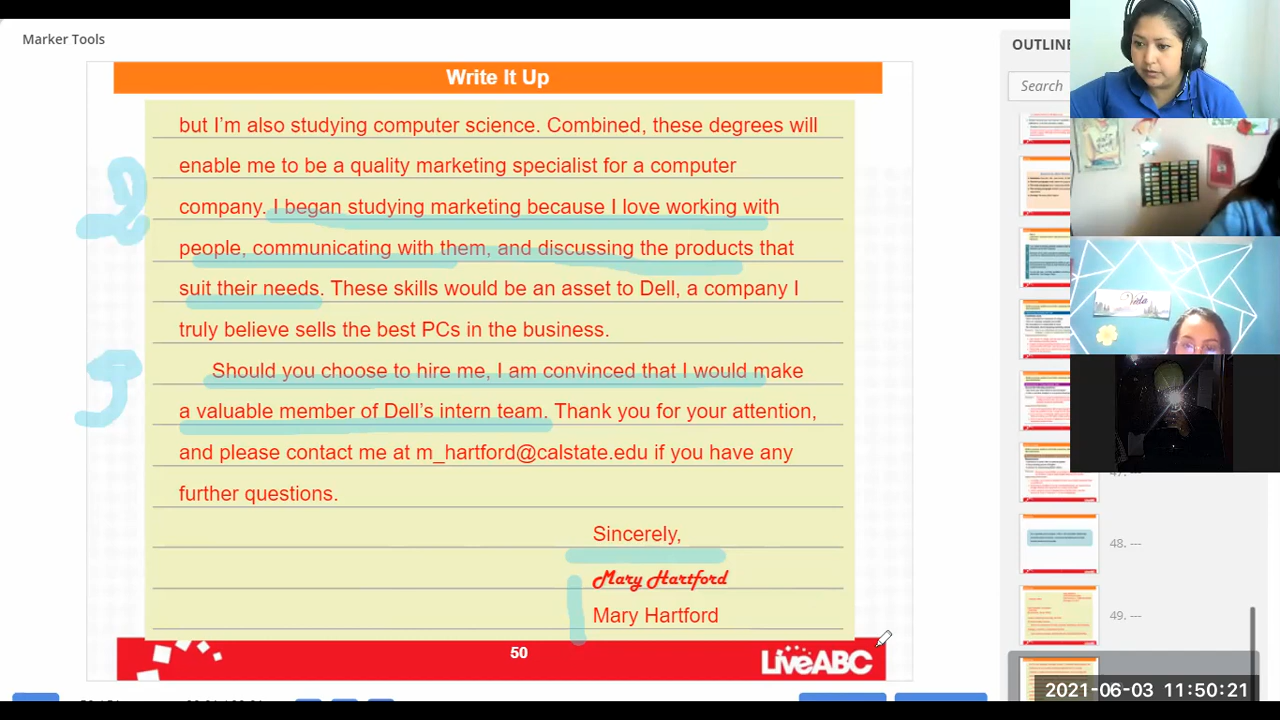 Marker Tools
OUTLINE
Search
Write It Up
but I'm also studying computer science. Combined, these degrees will
enable me to be a quality marketing specialist for a computer
company. I began studying marketing because I love working with
people, communicating with them, and discussing the products that
suit their needs. These skills would be an asset to Dell, a company I
truly believe sells the best PCs in the business.
Should you choose to hire me, I am convinced that I would make
a valuable member of Dell's intern team. Thank you for your attention,
and please contact me at m_hartford@calstate.edu if you have any
further questions.
Sincerely,
Mary Hartford
Mary Hartford
50
LiveABC
48. ---
49. ---
2021-06-03 11:50:21